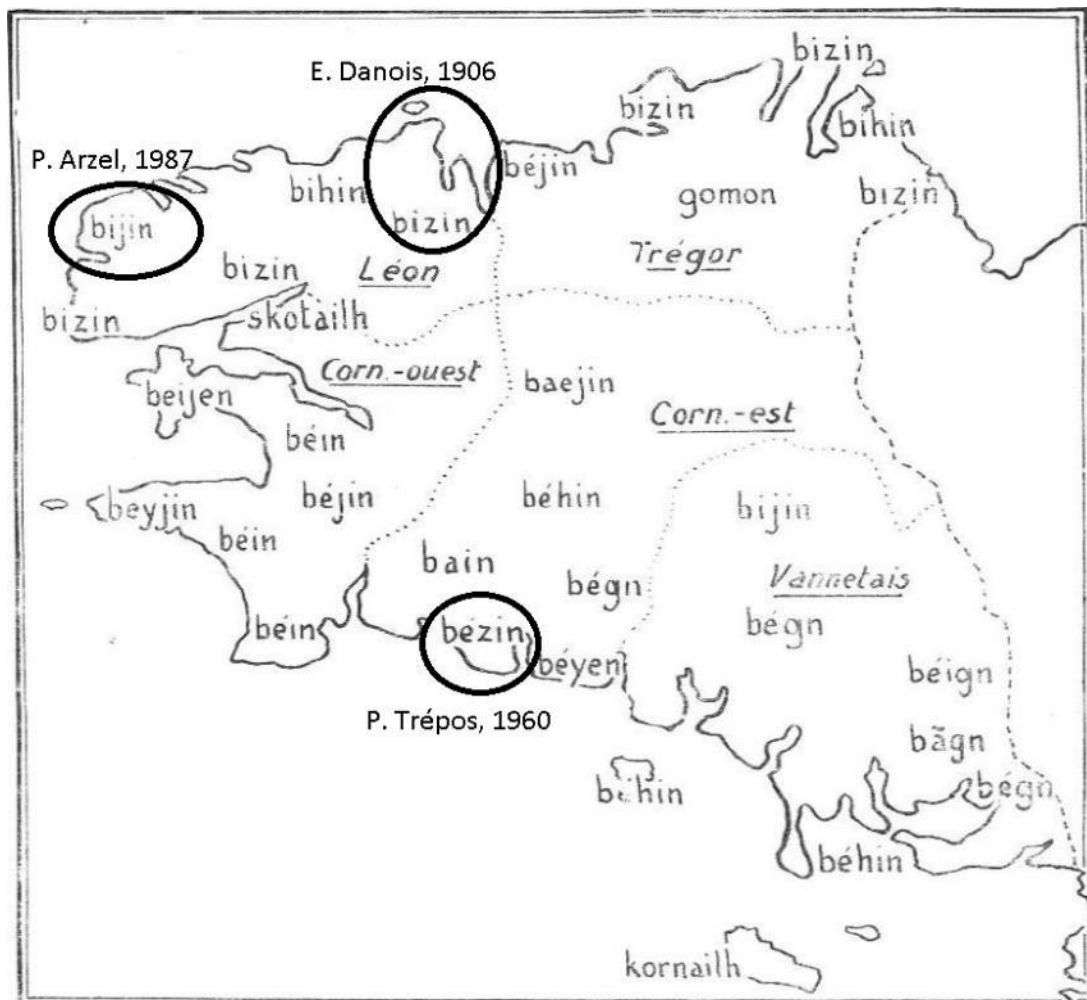 bizin
E. Danois, 1906
bizin
bihin
P. Arzel, 1987
béjin
bihin
gomon
bizin
bijin
bizin
Trégor
bizin
Léon
bizin
skotailh
Corn.-ouest
baejin
beijen
Corn.-est
béin
béjin
béhin
bijin
beyjin
béin
bain
Vannetais
bégn
bézin
bégn
béin
béyen
béign
P. Trépos, 1960
bãgn
béhin
bégn
béhin
kornailh